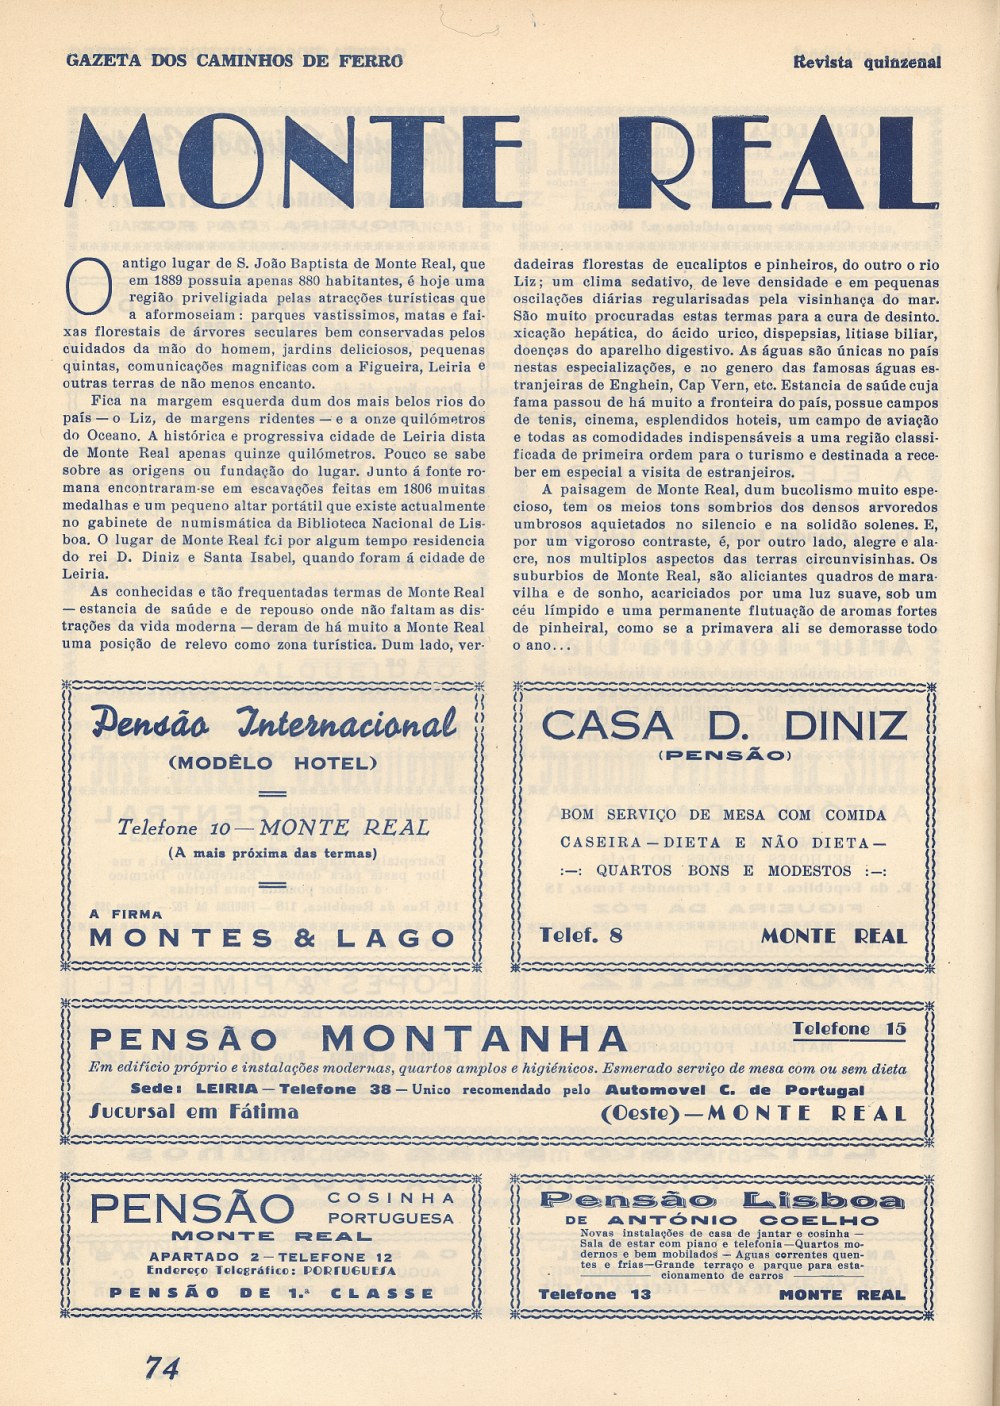 GAZETA DOS CAMINHOS DE FERRO
Revista quinzenal
MONTE REAL
O antigo lugar de S. João Baptista de Monte Real, que
em 1889 possuia apenas 880 habitantes, é hoje uma
região priveligiada pelas atracções turísticas que
a aformoseiam: parques vastissimos, matas e fai-
xas florestais de árvores seculares bem conservadas pelos
cuidados da mão do homem, jardins deliciosos, pequenas
quintas, comunicações magnificas com a Figueira, Leiria e
outras terras de não menos encanto.
Fica na margem esquerda dum dos mais belos rios do
país — o Liz, de margens ridentes — e a onze quilómetros
do Oceano. A histórica e progressiva cidade de Leiria dista
de Monte Real apenas quinze quilómetros. Pouco se sabe
sobre as origens ou fundação do lugar. Junto á fonte ro-
mana encontraram-se em escavações feitas em 1806 muitas
medalhas e um pequeno altar portátil que existe actualmente
no gabinete de numismática da Biblioteca Nacional de Lis-
boa. O lugar de Monte Real foi por algum tempo residencia
do rei D. Diniz e Santa Isabel, quando foram á cidade de
Leiria.
As conhecidas e tão frequentadas termas de Monte Real
— estancia de saúde e de repouso onde não faltam as dis-
trações da vida moderna — deram de há muito a Monte Real
uma posição de relevo como zona turística. Dum lado, ver-
dadeiras florestas de eucaliptos e pinheiros, do outro o rio
Liz; um clima sedativo, de leve densidade e em pequenas
oscilações diárias regularisadas pela visinhança do mar.
São muito procuradas estas termas para a cura de desinto.
xicação hepática, do ácido urico, dispepsias, litiase biliar,
doenças do aparelho digestivo. As águas são únicas no país
nestas especializações, e no genero das famosas águas es-
tranjeiras de Enghein, Cap Vern, etc. Estancia de saúde cuja
fama passou de há muito a fronteira do país, possue campos
de tenis, cinema, esplendidos hoteis, um campo de aviação
e todas as comodidades indispensáveis a uma região classi-
ficada de primeira ordem para o turismo e destinada a rece-
ber em especial a visita de estranjeiros.
A paisagem de Monte Real, dum bucolismo muito espe-
cioso, tem os meios tons sombrios dos densos arvoredos
umbrosos aquietados no silencio e na solidão solenes. E,
por um vigoroso contraste, é, por outro lado, alegre e ala-
cre, nos multiplos aspectos das terras circunvisinhas. Os
suburbios de Monte Real, são aliciantes quadros de mara-
vilha e de sonho, acariciados por uma luz suave, sob um
céu límpido e uma permanente flutuação de aromas fortes
de pinheiral, como se a primavera ali se demorasse todo
o ano...
Pensão Internacional
(MODÊLO HOTEL)
Telefone 10 — MONTE REAL
(A mais próxima das termas)
A FIRMA
MONTES & LAGO
CASA D. DINIZ
(PENSÃO)
BOM SERVIÇO DE MESA COM COMIDA
CASEIRA — DIETA E NÃO DIETA —
:—: QUARTOS BONS E MODESTOS :—:
Telef. 8 MONTE REAL
PENSÃO MONTANHA Telefone 15
Em edificio próprio e instalações modernas, quartos amplos e higiénicos. Esmerado serviço de mesa com ou sem dieta
Sede: LEIRIA — Telefone 38 — Unico recomendado pelo Automovel C. de Portugal
Sucursal em Fátima (Oeste) — MONTE REAL
PENSÃO COSINHA
PORTUGUESA
MONTE REAL
APARTADO 2 — TELEFONE 12
Endereço Telegráfico: PORTUGUESA
PENSÃO DE 1.ª CLASSE
Pensão Lisboa
DE ANTÓNIO COELHO
Novas instalações de casa de jantar e cosinha —
Sala de estar com piano e telefonia — Quartos mo-
dernos e bem mobilados — Aguas correntes quen-
tes e frias — Grande terraço e parque para esta-
cionamento de carros
Telefone 13 MONTE REAL
74